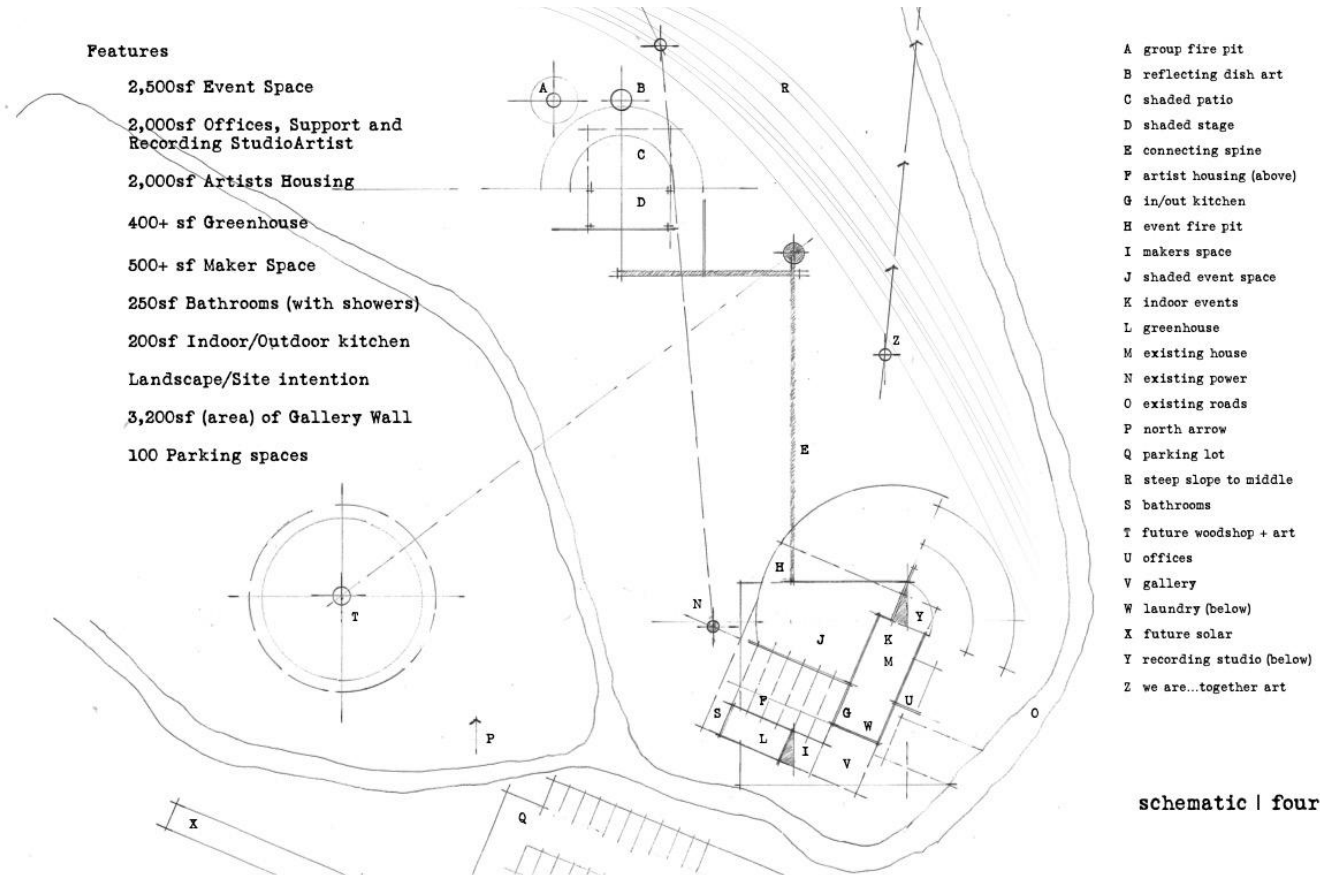 Features
2,500sf Event Space
2,000sf Offices, Support and
Recording StudioArtist
2,000sf Artists Housing
400+ sf Greenhouse
500+ sf Maker Space
250sf Bathrooms (with showers)
200sf Indoor/Outdoor kitchen
Landscape/Site intention
3,200sf (area) of Gallery Wall
100 Parking spaces
A
B
R
C
D
Z
E
H
N
T
Y
K
J
M
P
F
S
G
U
W
O
L
I
V
X
Q
A group fire pit
B reflecting dish art
C shaded patio
D shaded stage
E connecting spine
F artist housing (above)
G in/out kitchen
H event fire pit
I makers space
J shaded event space
K indoor events
L greenhouse
M existing house
N existing power
O existing roads
P north arrow
Q parking lot
R steep slope to middle
S bathrooms
T future woodshop + art
U offices
V gallery
W laundry (below)
X future solar
Y recording studio (below)
Z we are...together art
schematic | four